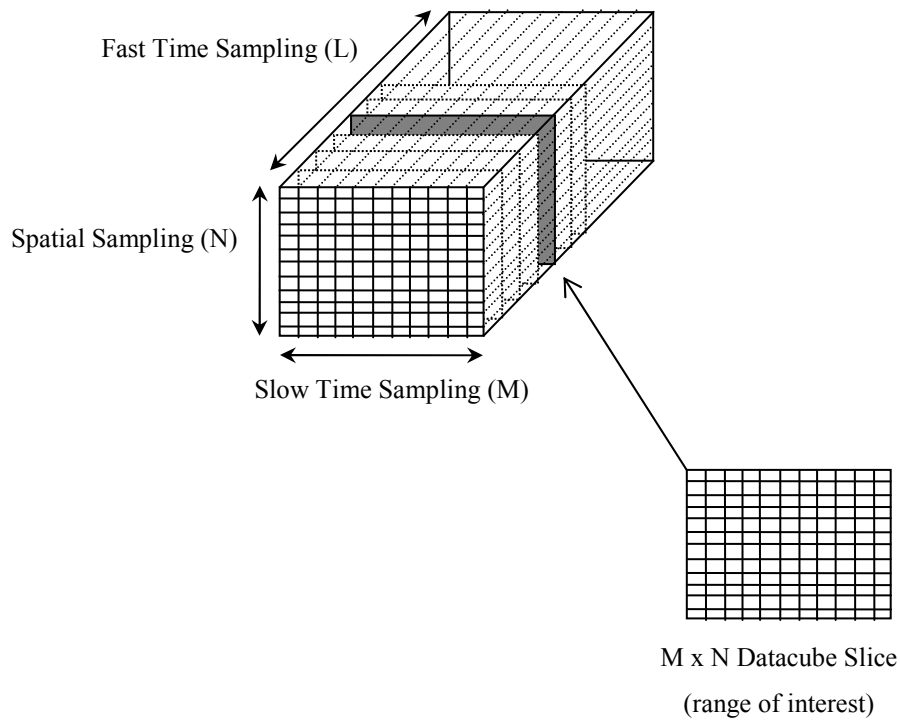 Fast Time Sampling (L)
Spatial Sampling (N)
Slow Time Sampling (M)
M x N Datacube Slice
(range of interest)